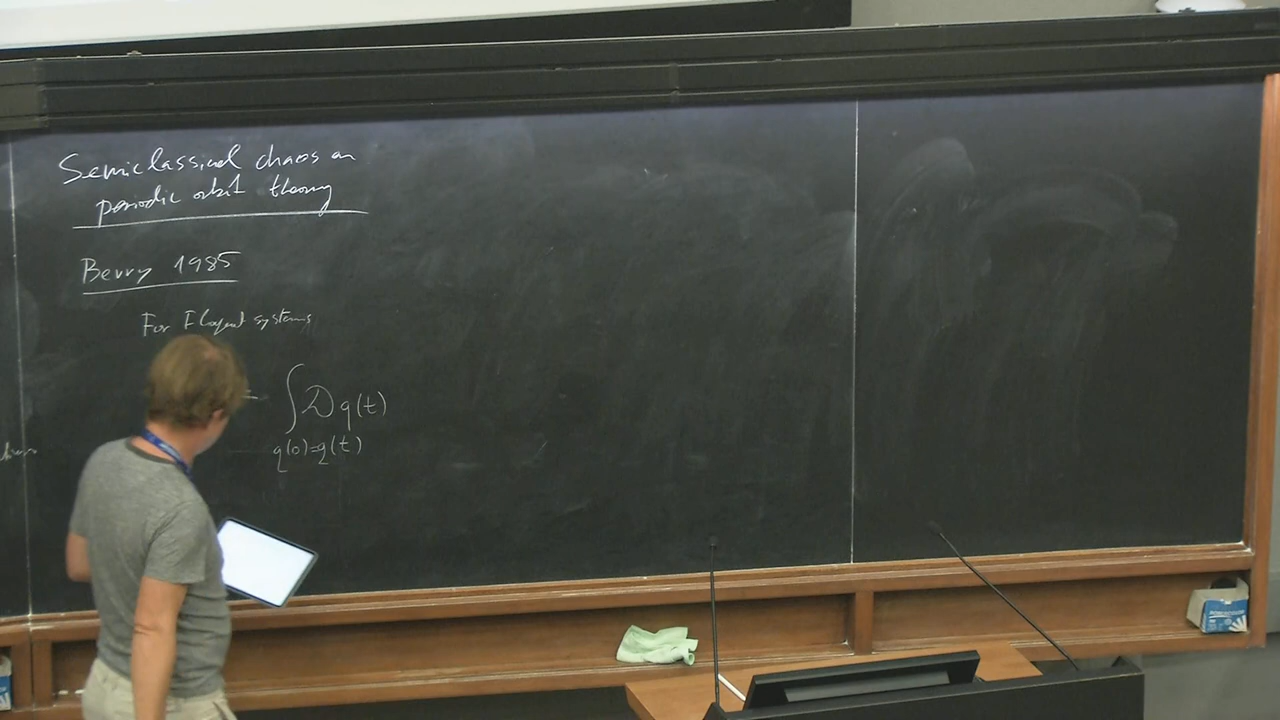 Semiclassical chaos an
periodic orbit theory
Berry 1985
For Floquet systems
= ∫ 𝒟q(t)
q(0)=q(t)